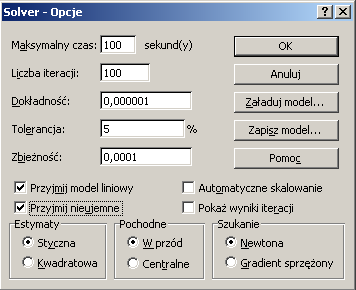 Solver - Opcje
Maksymalny czas: 100 sekund(y) OK
Liczba iteracji: 100 Anuluj
Dokładność: 0,000001 Załaduj model...
Tolerancja: 5 % Zapisz model...
Zbieżność: 0,0001 Pomoc
Przyjmij model liniowy Automatyczne skalowanie
Przyjmij nieujemne Pokaż wyniki iteracji
Estymaty Pochodne Szukanie
Styczna W przód Newtona
Kwadratowa Centralne Gradient sprzężony